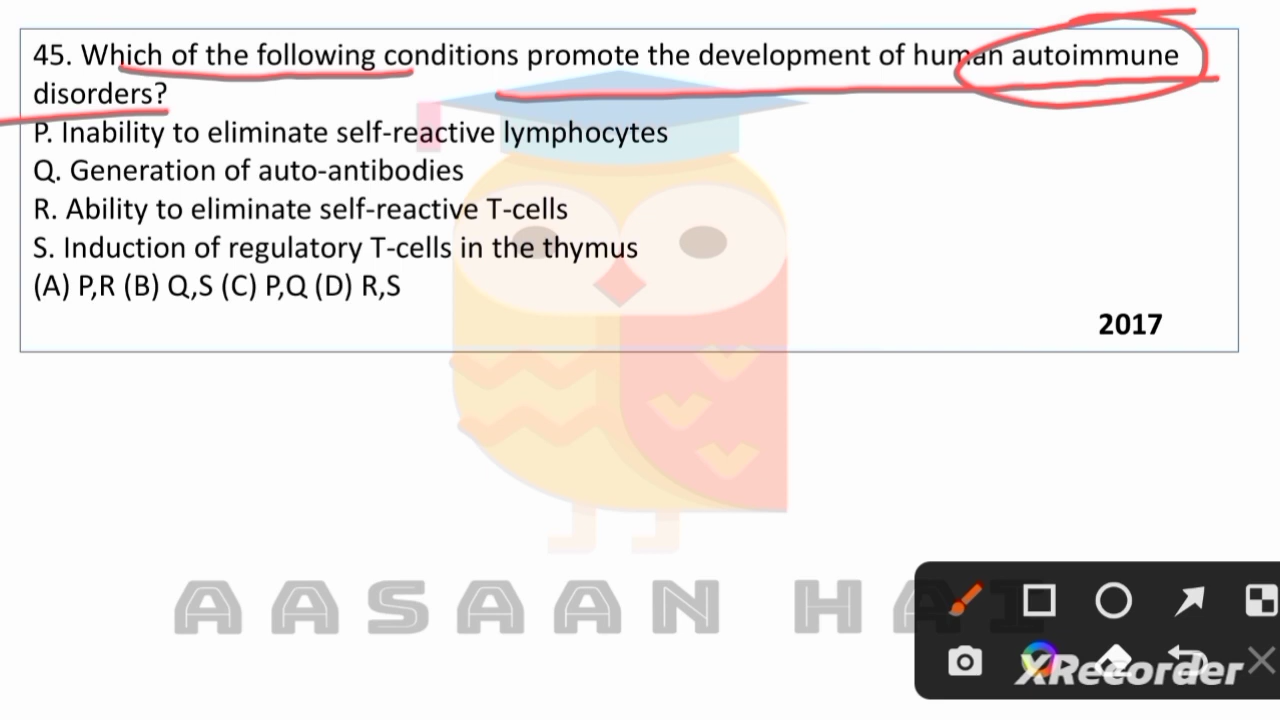 45. Which of the following conditions promote the development of human autoimmune
disorders?
P. Inability to eliminate self-reactive lymphocytes
Q. Generation of auto-antibodies
R. Ability to eliminate self-reactive T-cells
S. Induction of regulatory T-cells in the thymus
(A) P,R (B) Q,S (C) P,Q (D) R,S
2017
AASAAN HAI
XRecorder